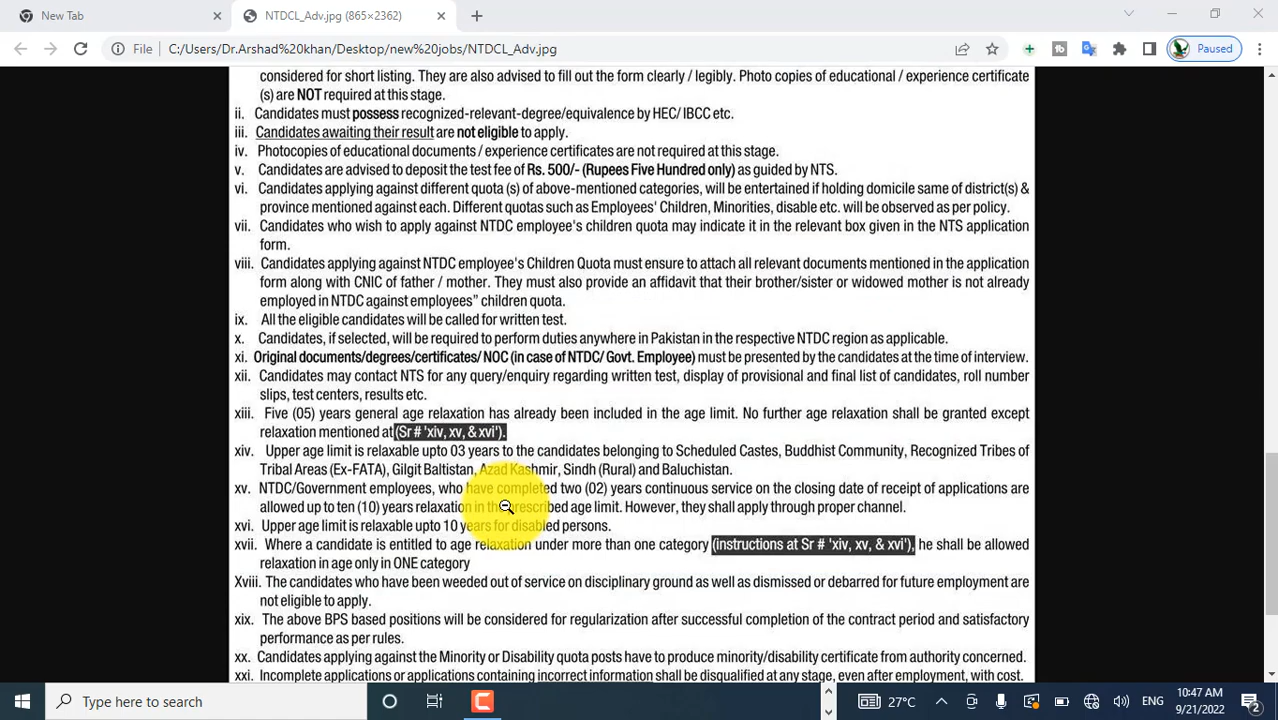 New Tab
NTDCL_Adv.jpg (865×2362)
File
C:/Users/Dr.Arshad%20khan/Desktop/new%20jobs/NTDCL_Adv.jpg
Paused
considered for short listing. They are also advised to fill out the form clearly / legibly. Photo copies of educational / experience certificate
(s) are NOT required at this stage.
ii. Candidates must possess recognized-relevant-degree/equivalence by HEC/ IBCC etc.
iii. Candidates awaiting their result are not eligible to apply.
iv. Photocopies of educational documents / experience certificates are not required at this stage.
v. Candidates are advised to deposit the test fee of Rs. 500/- (Rupees Five Hundred only) as guided by NTS.
vi. Candidates applying against different quota (s) of above-mentioned categories, will be entertained if holding domicile same of district(s) &
province mentioned against each. Different quotas such as Employees' Children, Minorities, disable etc. will be observed as per policy.
vii. Candidates who wish to apply against NTDC employee's children quota may indicate it in the relevant box given in the NTS application
form.
viii. Candidates applying against NTDC employee's Children Quota must ensure to attach all relevant documents mentioned in the application
form along with CNIC of father / mother. They must also provide an affidavit that their brother/sister or widowed mother is not already
employed in NTDC against employees" children quota.
ix. All the eligible candidates will be called for written test.
x. Candidates, if selected, will be required to perform duties anywhere in Pakistan in the respective NTDC region as applicable.
xi. Original documents/degrees/certificates/ NOC (in case of NTDC/ Govt. Employee) must be presented by the candidates at the time of interview.
xii. Candidates may contact NTS for any query/enquiry regarding written test, display of provisional and final list of candidates, roll number
slips, test centers, results etc.
xiii. Five (05) years general age relaxation has already been included in the age limit. No further age relaxation shall be granted except
relaxation mentioned at (Sr # 'xiv, xv, & xvi').
xiv. Upper age limit is relaxable upto 03 years to the candidates belonging to Scheduled Castes, Buddhist Community, Recognized Tribes of
Tribal Areas (Ex-FATA), Gilgit Baltistan, Azad Kashmir, Sindh (Rural) and Baluchistan.
xv. NTDC/Government employees, who have completed two (02) years continuous service on the closing date of receipt of applications are
allowed up to ten (10) years relaxation in the prescribed age limit. However, they shall apply through proper channel.
xvi. Upper age limit is relaxable upto 10 years for disabled persons.
xvii. Where a candidate is entitled to age relaxation under more than one category (instructions at Sr # 'xiv, xv, & xvi'), he shall be allowed
relaxation in age only in ONE category
Xviii. The candidates who have been weeded out of service on disciplinary ground as well as dismissed or debarred for future employment are
not eligible to apply.
xix. The above BPS based positions will be considered for regularization after successful completion of the contract period and satisfactory
performance as per rules.
xx. Candidates applying against the Minority or Disability quota posts have to produce minority/disability certificate from authority concerned.
xxi. Incomplete applications or applications containing incorrect information shall be disqualified at any stage, even after employment, with cost.
Type here to search
27°C
ENG
10:47 AM
9/21/2022
2